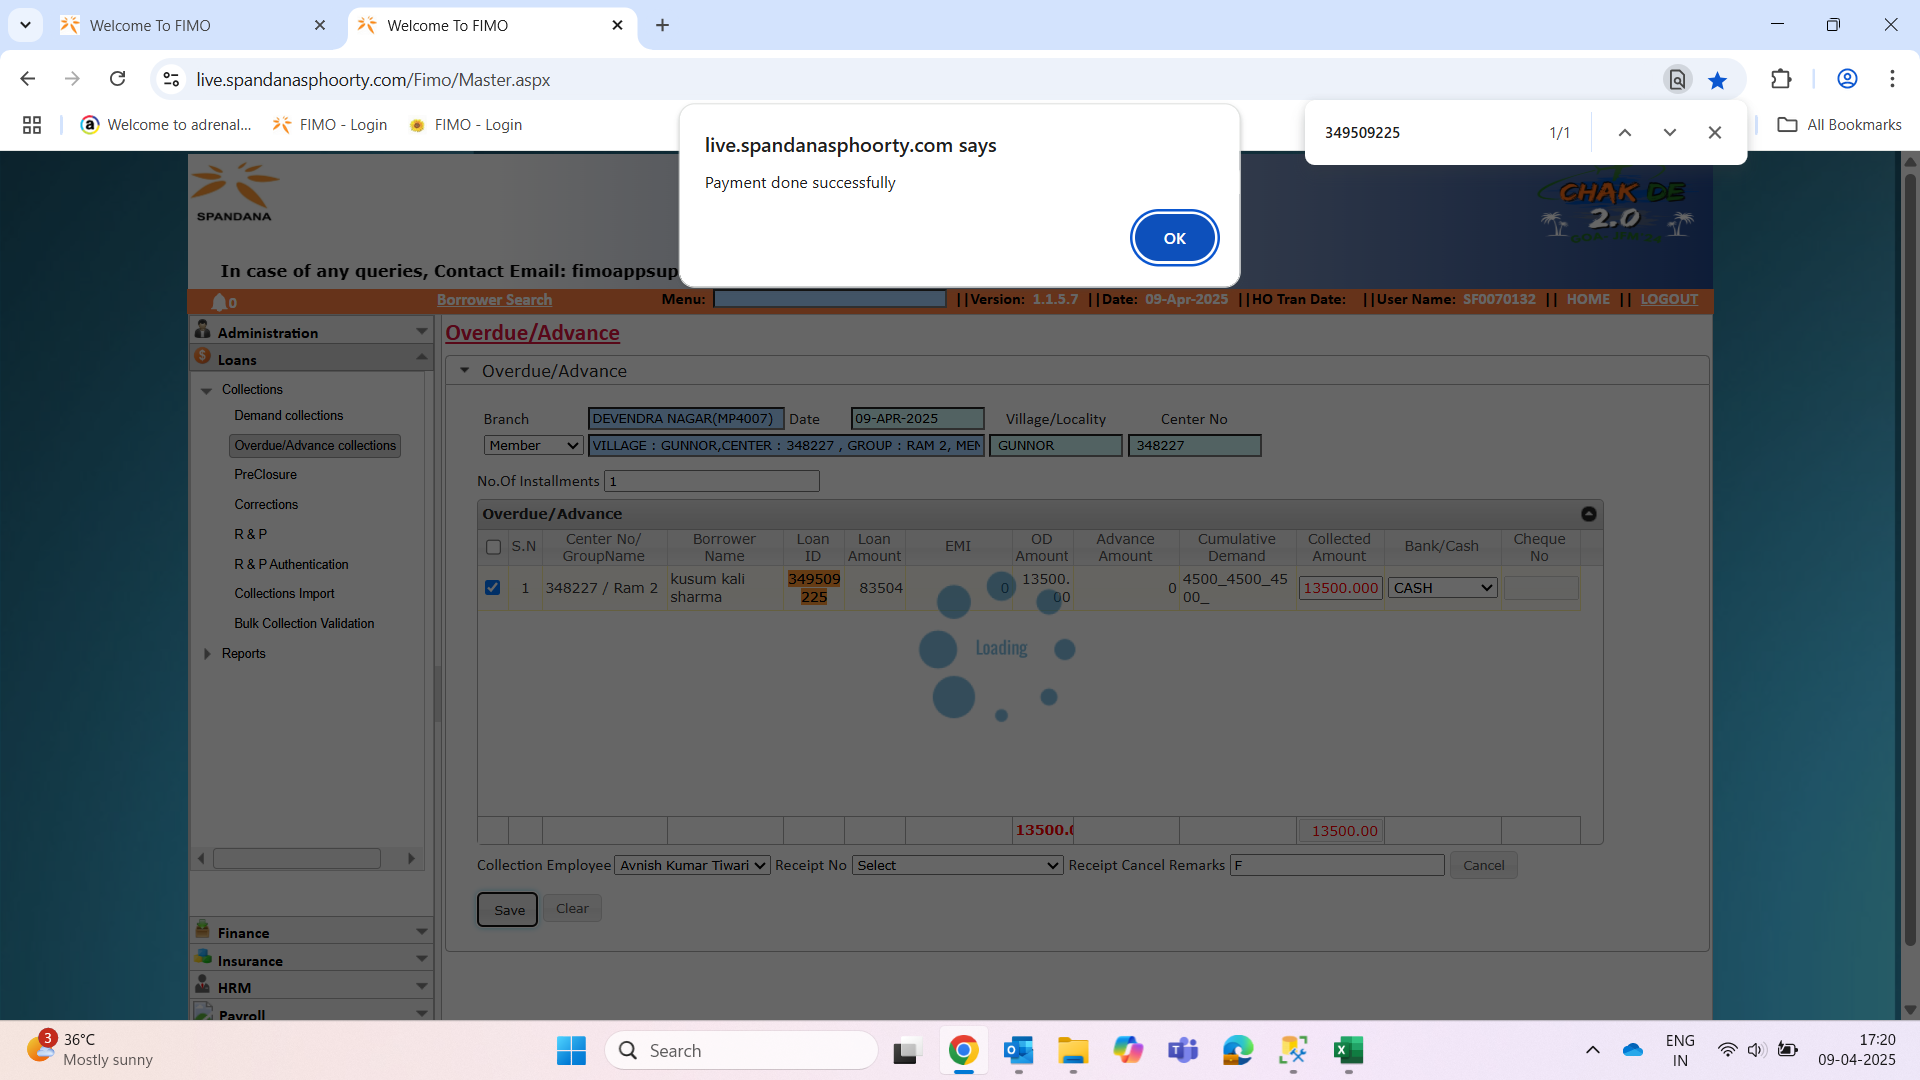 Welcome To FIMO
Welcome To FIMO
live.spandanasphoorty.com/Fimo/Master.aspx
Welcome to adrenal...
FIMO - Login
FIMO - Login
All Bookmarks
349509225
1/1
live.spandanasphoorty.com says
Payment done successfully
OK
SPANDANA
CHAK DE
2.0
In case of any queries, Contact Email: fimoappsup
0
Borrower Search
Menu:
||Version: 1.1.5.7 ||Date: 09-Apr-2025 ||HO Tran Date: ||User Name: SF0070132 || HOME || LOGOUT
Administration
Loans
Collections
Demand collections
Overdue/Advance collections
PreClosure
Corrections
R & P
R & P Authentication
Collections Import
Bulk Collection Validation
Reports
Finance
Insurance
HRM
Payroll
Overdue/Advance
Overdue/Advance
Branch DEVENDRA NAGAR(MP4007) Date 09-APR-2025 Village/Locality Center No
Member VILLAGE : GUNNOR,CENTER : 348227 , GROUP : RAM 2, MEN GUNNOR 348227
No.Of Installments 1
Overdue/Advance
S.N Center No/ GroupName Borrower Name Loan ID Loan Amount EMI OD Amount Advance Amount Cumulative Demand Collected Amount Bank/Cash Cheque No
1 348227 / Ram 2 kusum kali sharma 349509225 83504 0 13500.00 0 4500_4500_4500_ 13500.000 CASH
Loading
13500.0 13500.00
Collection Employee Avnish Kumar Tiwari Receipt No Select Receipt Cancel Remarks F Cancel
Save Clear
3
36°C
Mostly sunny
Search
ENG
IN
17:20
09-04-2025